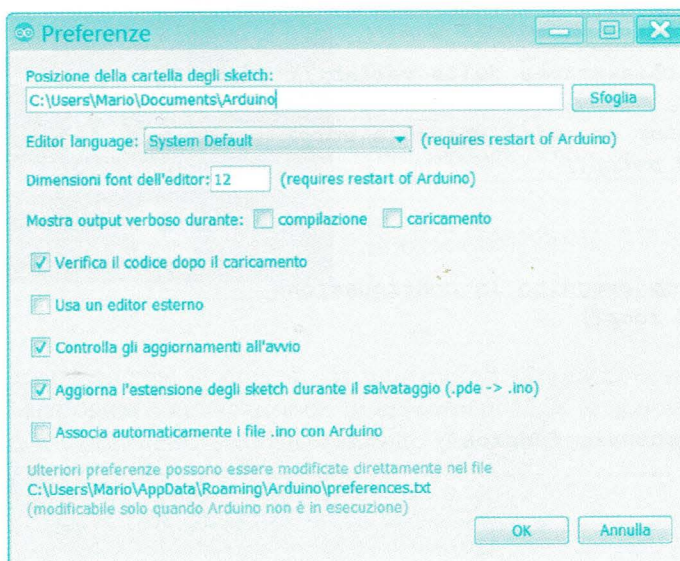 Preferenze
Posizione della cartella degli sketch:
C:\Users\Mario\Documents\Arduino
Sfoglia
Editor language: System Default (requires restart of Arduino)
Dimensioni font dell'editor: 12 (requires restart of Arduino)
Mostra output verboso durante: compilazione caricamento
Verifica il codice dopo il caricamento
Usa un editor esterno
Controlla gli aggiornamenti all'avvio
Aggiorna l'estensione degli sketch durante il salvataggio (.pde -> .ino)
Associa automaticamente i file .ino con Arduino
Ulteriori preferenze possono essere modificate direttamente nel file
C:\Users\Mario\AppData\Roaming\Arduino\preferences.txt
(modificabile solo quando Arduino non è in esecuzione)
OK Annulla